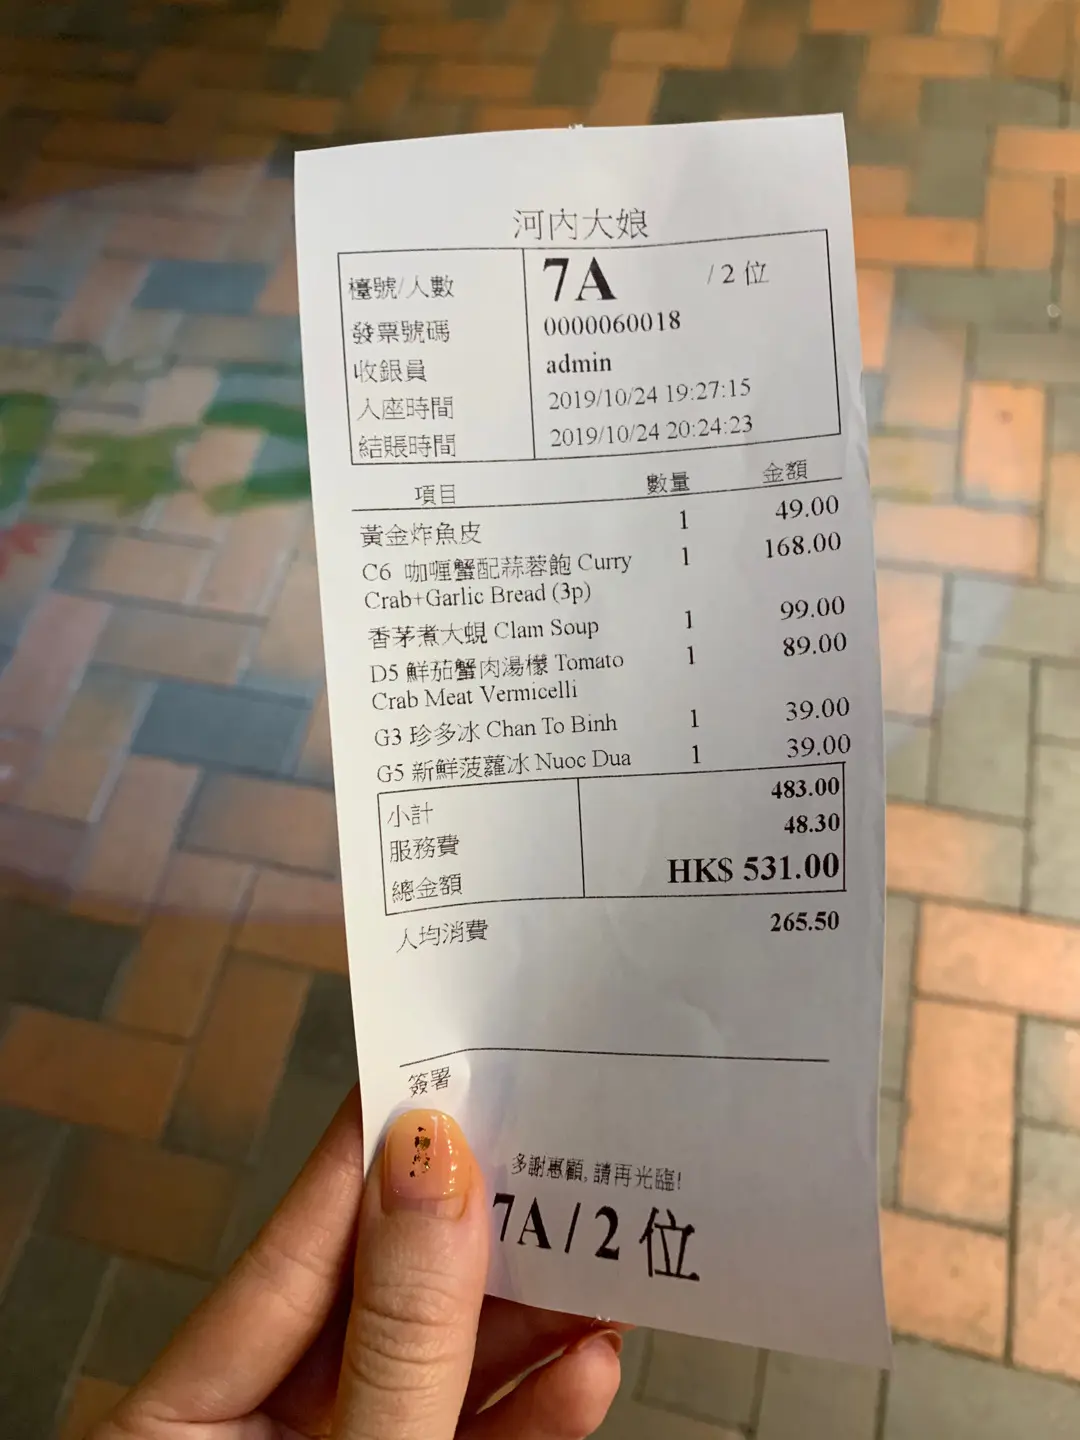 河內大娘
檯號/人數 7A / 2 位
發票號碼 0000060018
收銀員 admin
入座時間 2019/10/24 19:27:15
結賬時間 2019/10/24 20:24:23
項目 數量 金額
黃金炸魚皮 1 49.00
C6 咖喱蟹配蒜蓉飽 Curry 1 168.00
Crab+Garlic Bread (3p)
香茅煮大蜆 Clam Soup 1 99.00
D5 鮮茄蟹肉湯檬 Tomato 1 89.00
Crab Meat Vermicelli
G3 珍多冰 Chan To Binh 1 39.00
G5 新鮮菠蘿冰 Nuoc Dua 1 39.00
小計 483.00
服務費 48.30
總金額 HK$ 531.00
人均消費 265.50
簽署
多謝惠顧, 請再光臨!
7A / 2 位